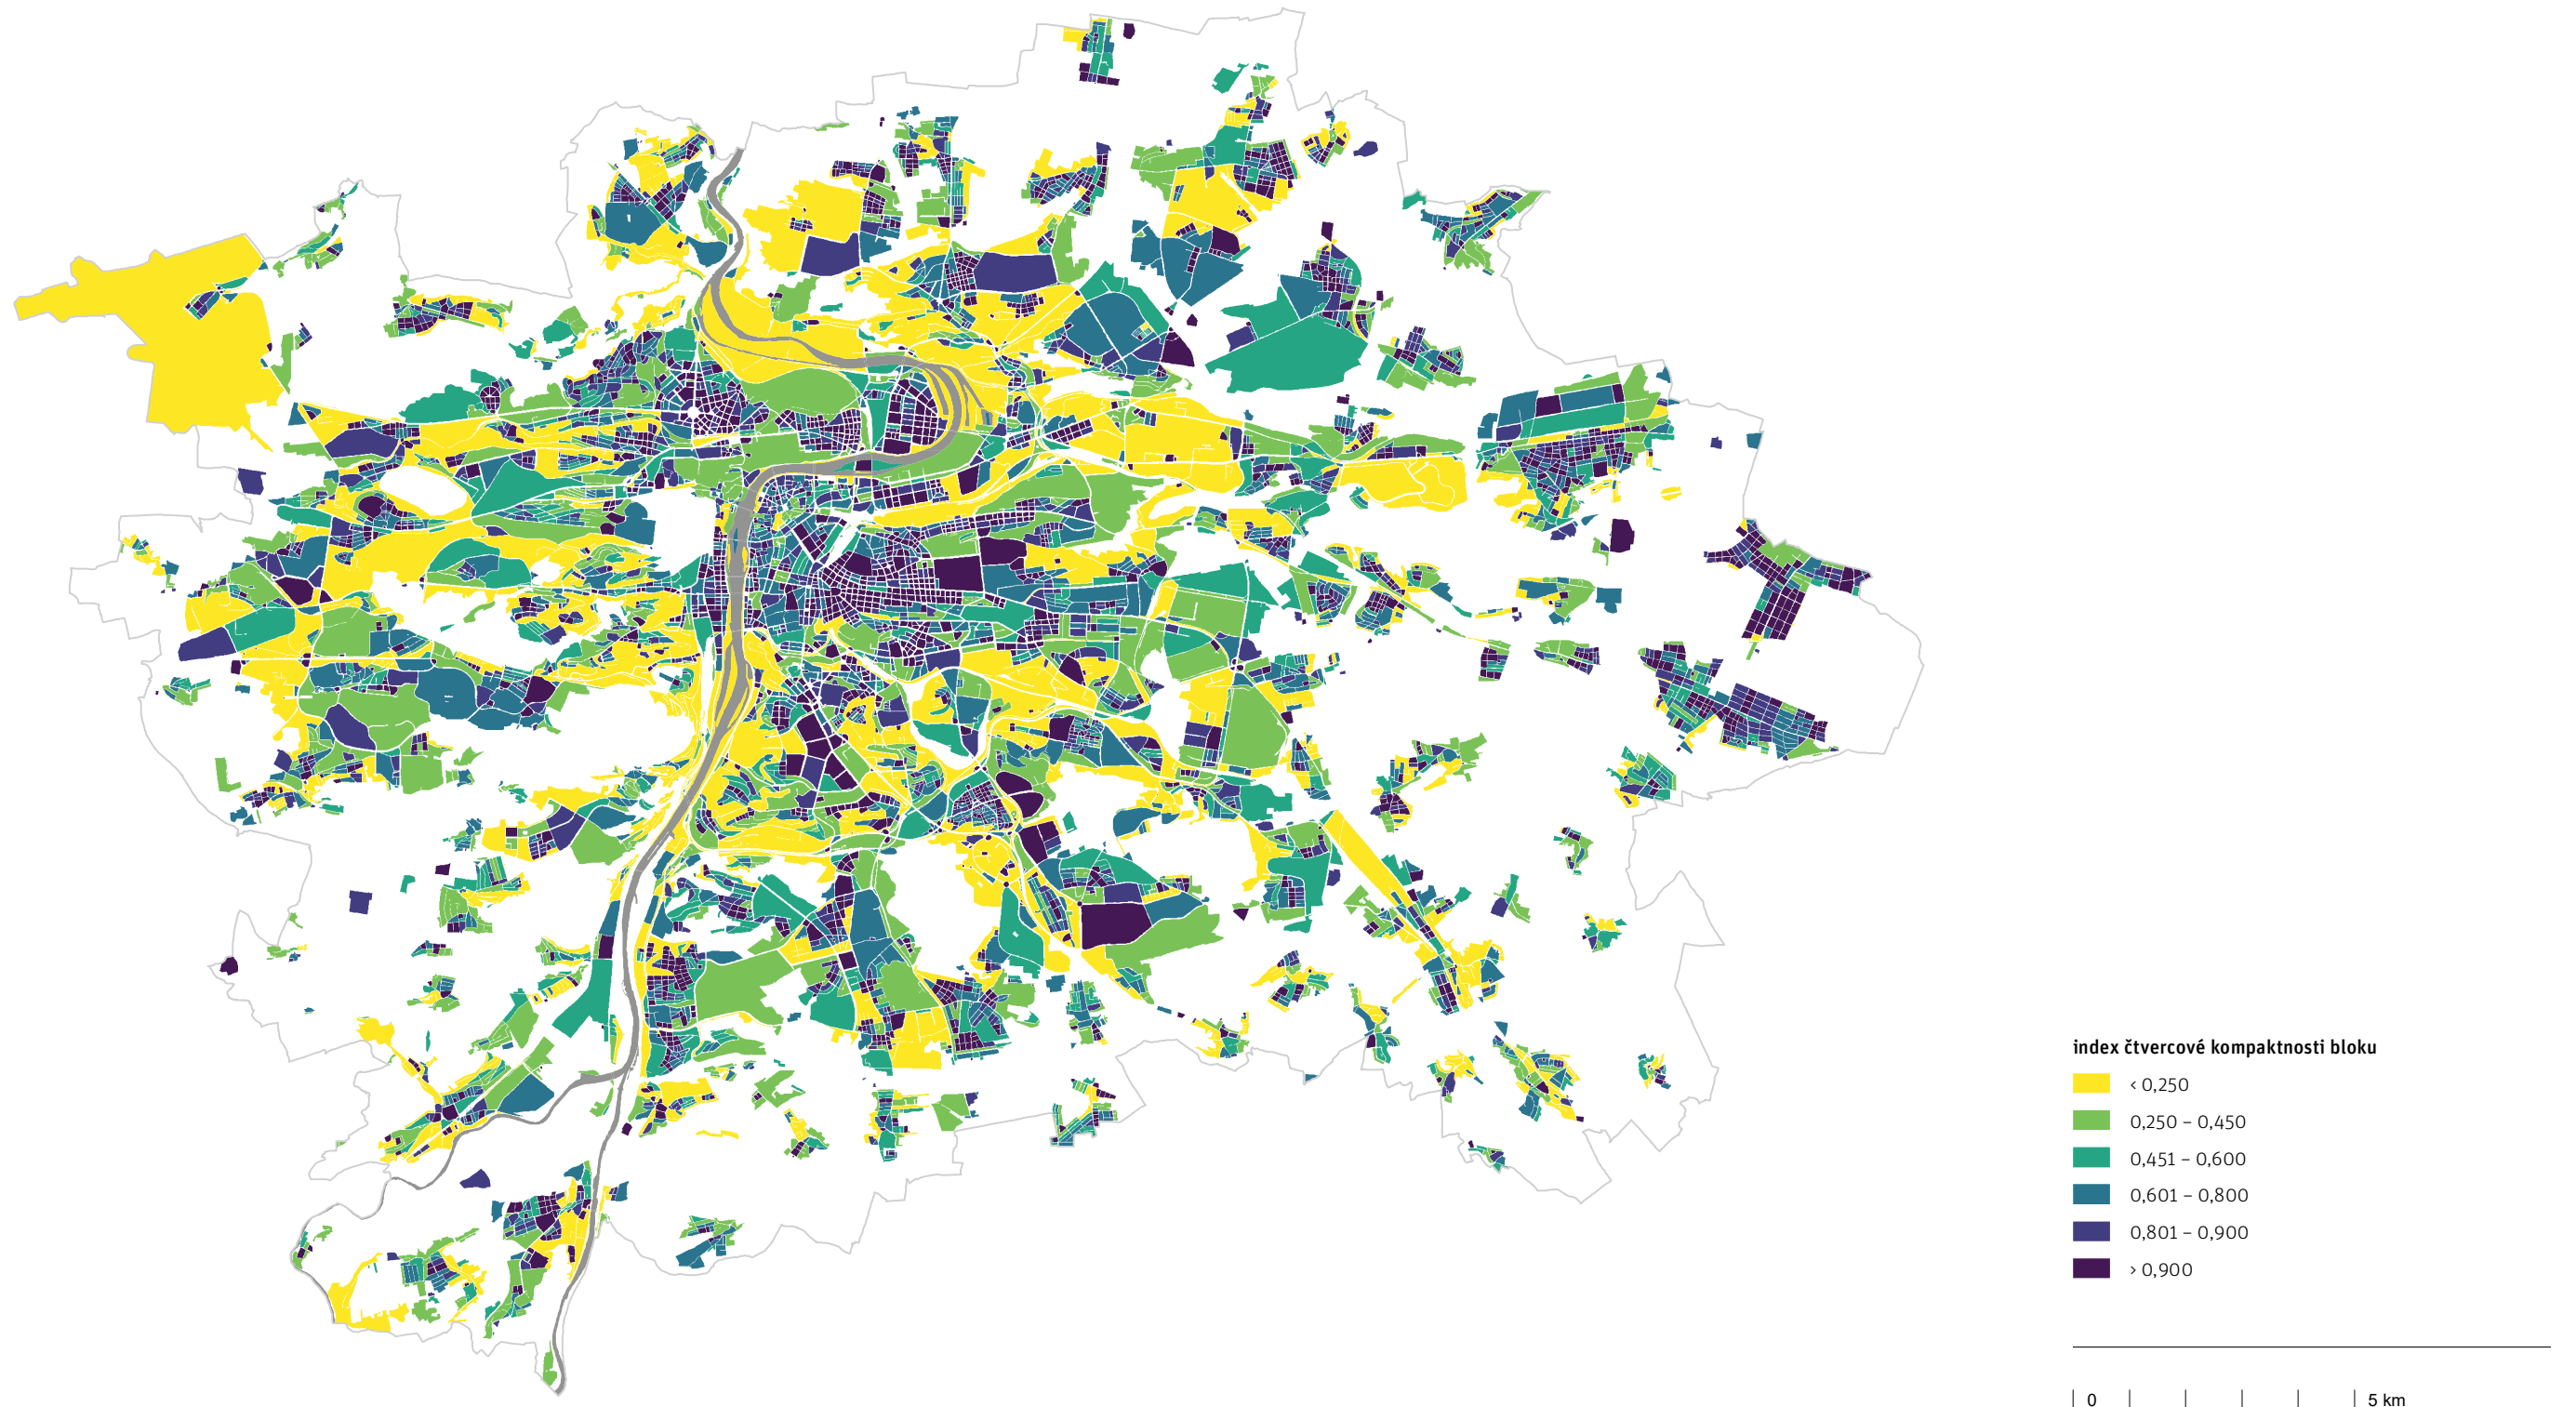 index čtvercové kompaktnosti bloku
< 0,250
0,250 – 0,450
0,451 – 0,600
0,601 – 0,800
0,801 – 0,900
> 0,900
0 5 km